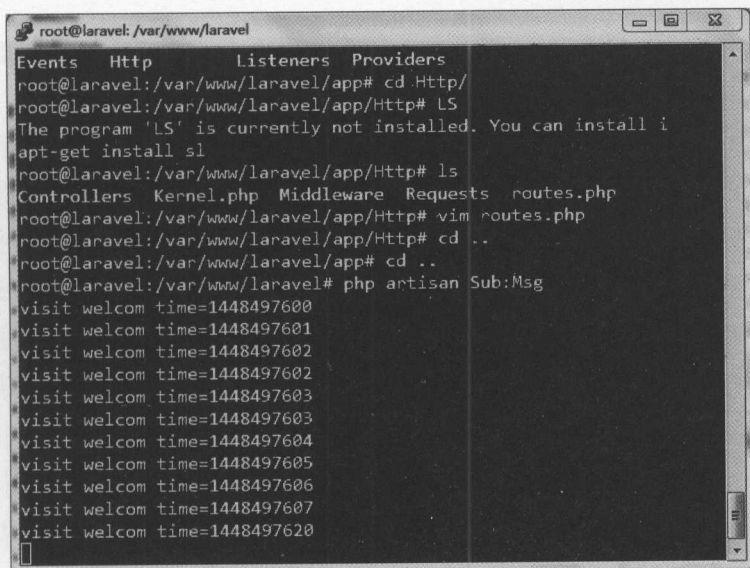 root@laravel: /var/www/laravel
Events Http Listeners Providers
root@laravel:/var/www/laravel/app# cd Http/
root@laravel:/var/www/laravel/app/Http# LS
The program 'LS' is currently not installed. You can install i
apt-get install sl
root@laravel:/var/www/laravel/app/Http# ls
Controllers Kernel.php Middleware Requests routes.php
root@laravel:/var/www/laravel/app/Http# vim routes.php
root@laravel:/var/www/laravel/app/Http# cd ..
root@laravel:/var/www/laravel/app# cd ..
root@laravel:/var/www/laravel# php artisan Sub:Msg
visit welcom time=1448497600
visit welcom time=1448497601
visit welcom time=1448497602
visit welcom time=1448497602
visit welcom time=1448497603
visit welcom time=1448497603
visit welcom time=1448497604
visit welcom time=1448497605
visit welcom time=1448497606
visit welcom time=1448497607
visit welcom time=1448497620